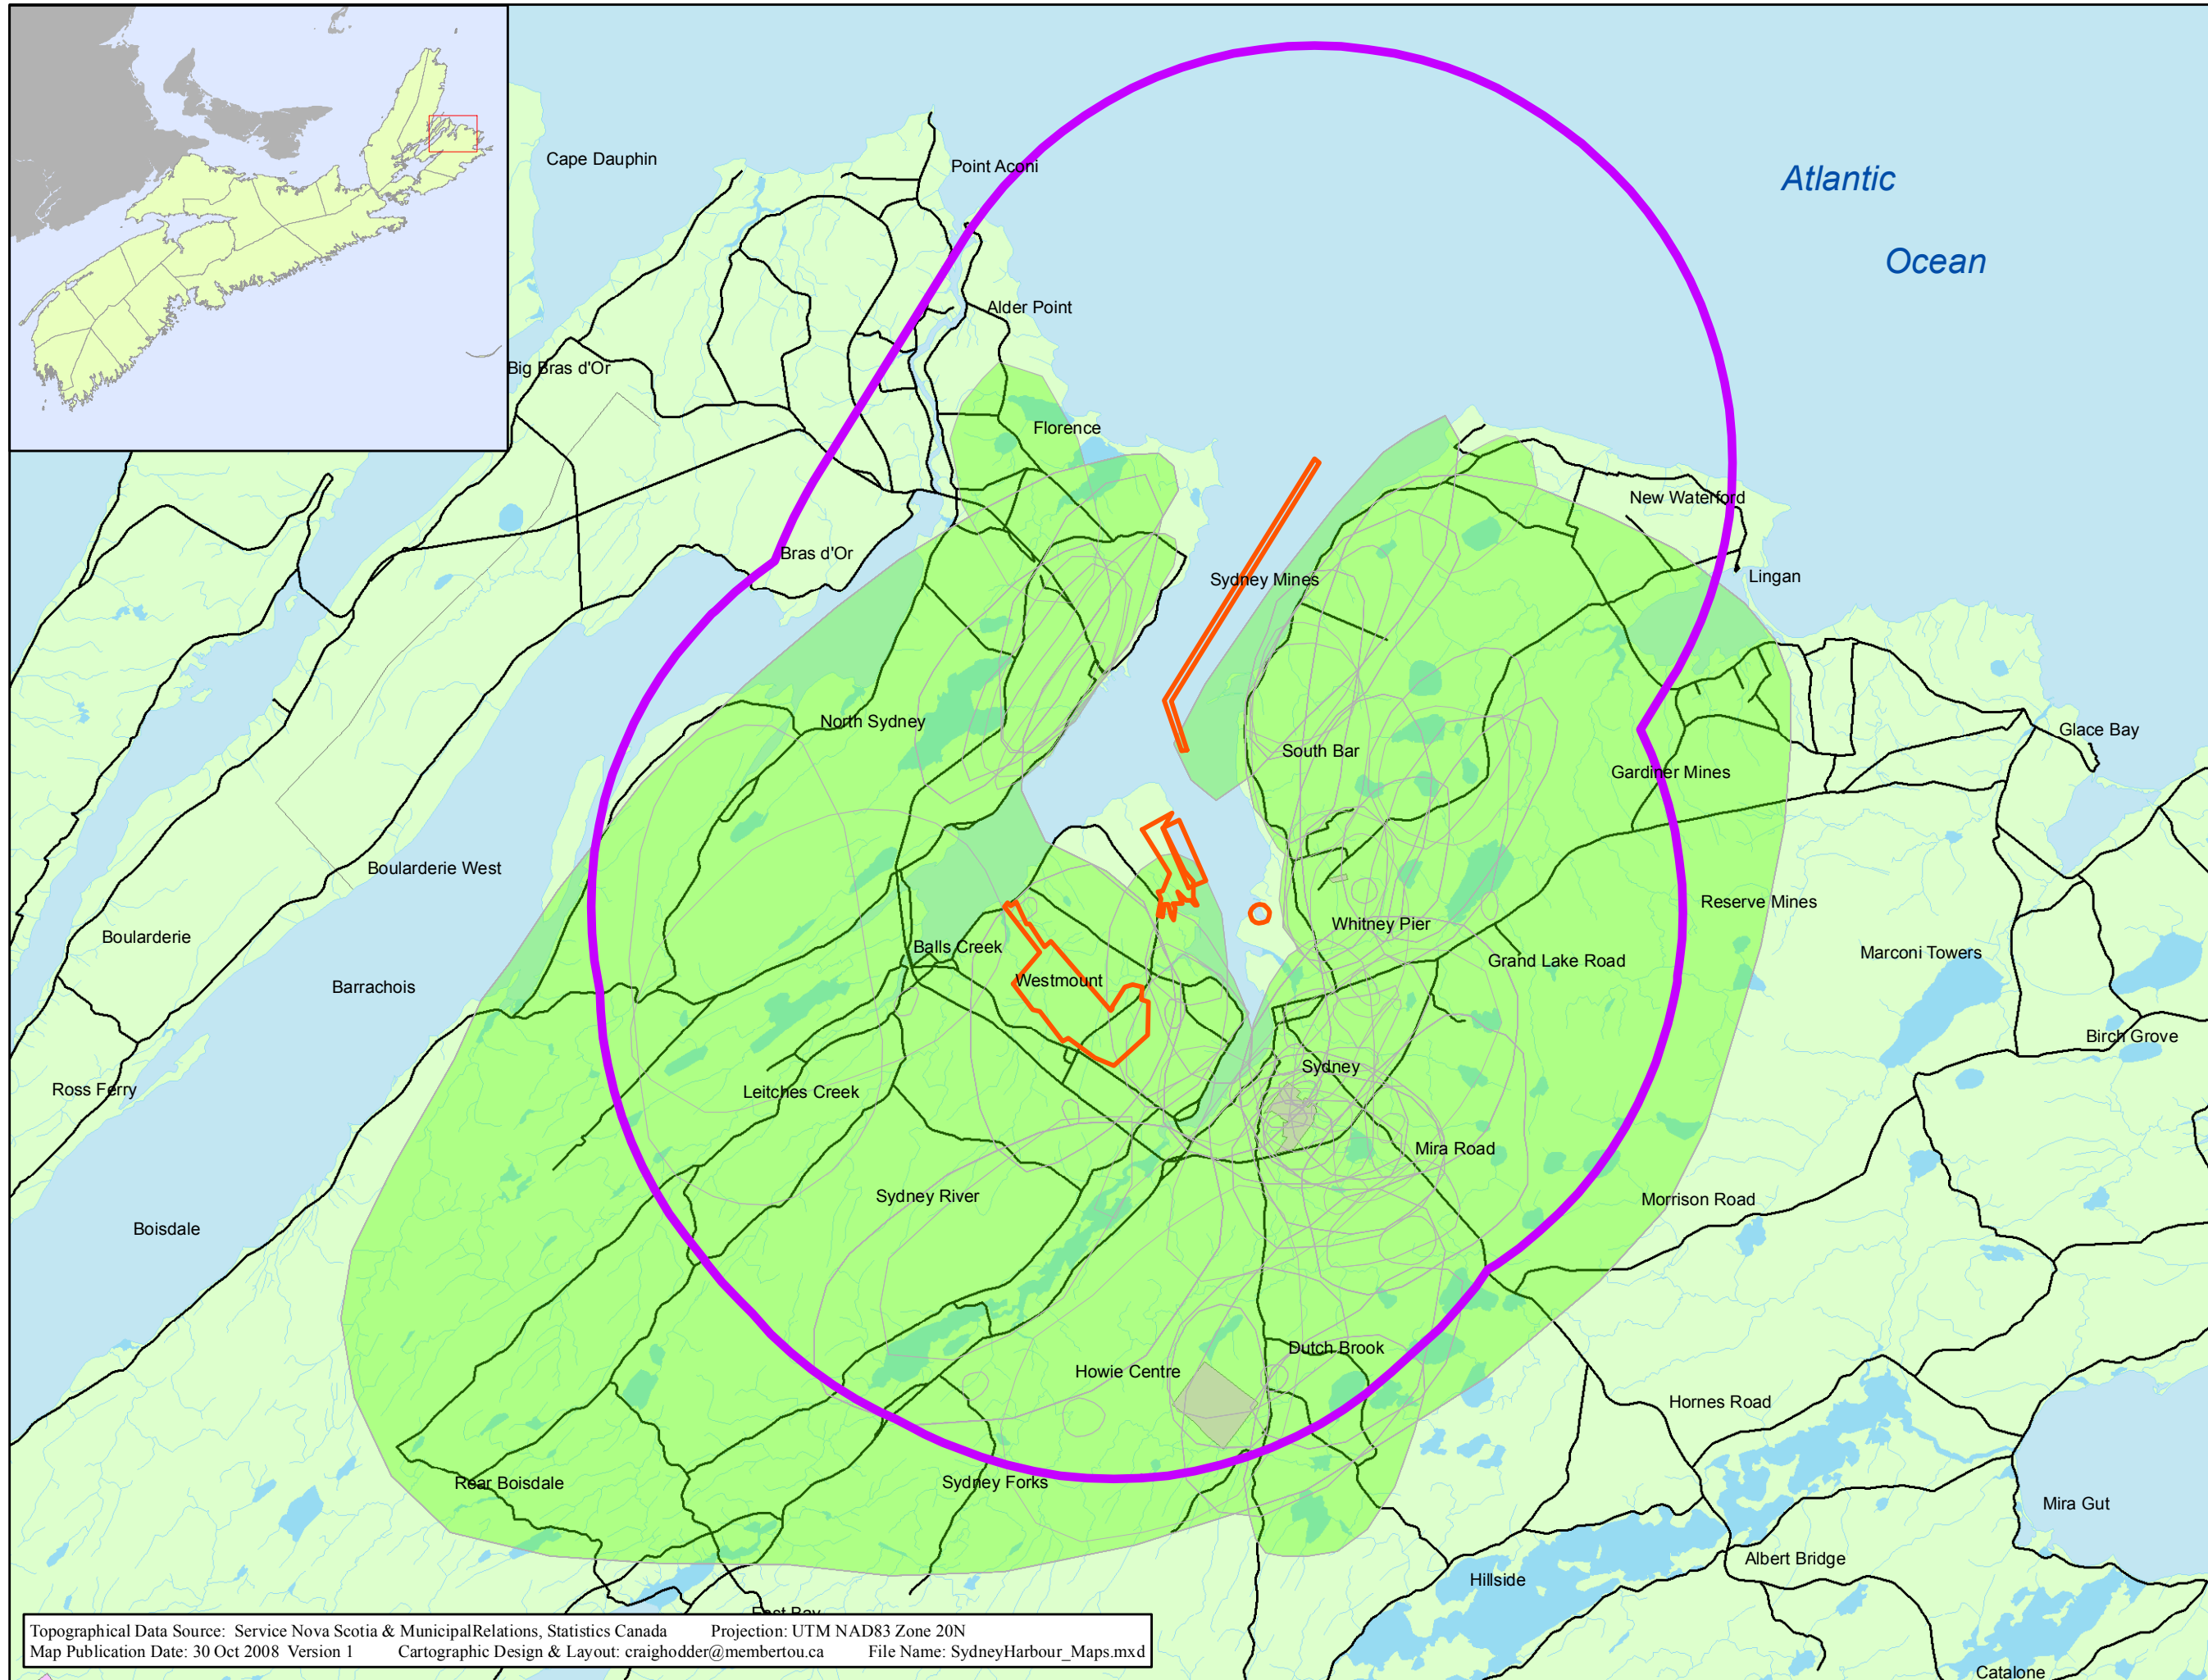 Cape Dauphin
Point Aconi
Atlantic
Ocean
Alder Point
Big Bras d'Or
Florence
New Waterford
Bras d'Or
Sydney Mines
Lingan
North Sydney
South Bar
Glace Bay
Gardiner Mines
Boularderie West
Reserve Mines
Whitney Pier
Boularderie
Balls Creek
Marconi Towers
Grand Lake Road
Westmount
Barrachois
Birch Grove
Sydney
Ross Ferry
Leitches Creek
Mira Road
Sydney River
Morrison Road
Boisdale
Dutch Brook
Howie Centre
Hornes Road
Rear Boisdale
Sydney Forks
Mira Gut
Albert Bridge
Hillside
East Bay
Catalone
Topographical Data Source: Service Nova Scotia & MunicipalRelations, Statistics Canada Projection: UTM NAD83 Zone 20N
Map Publication Date: 30 Oct 2008 Version 1 Cartographic Design & Layout: craighodder@membertou.ca File Name: SydneyHarbour_Maps.mxd